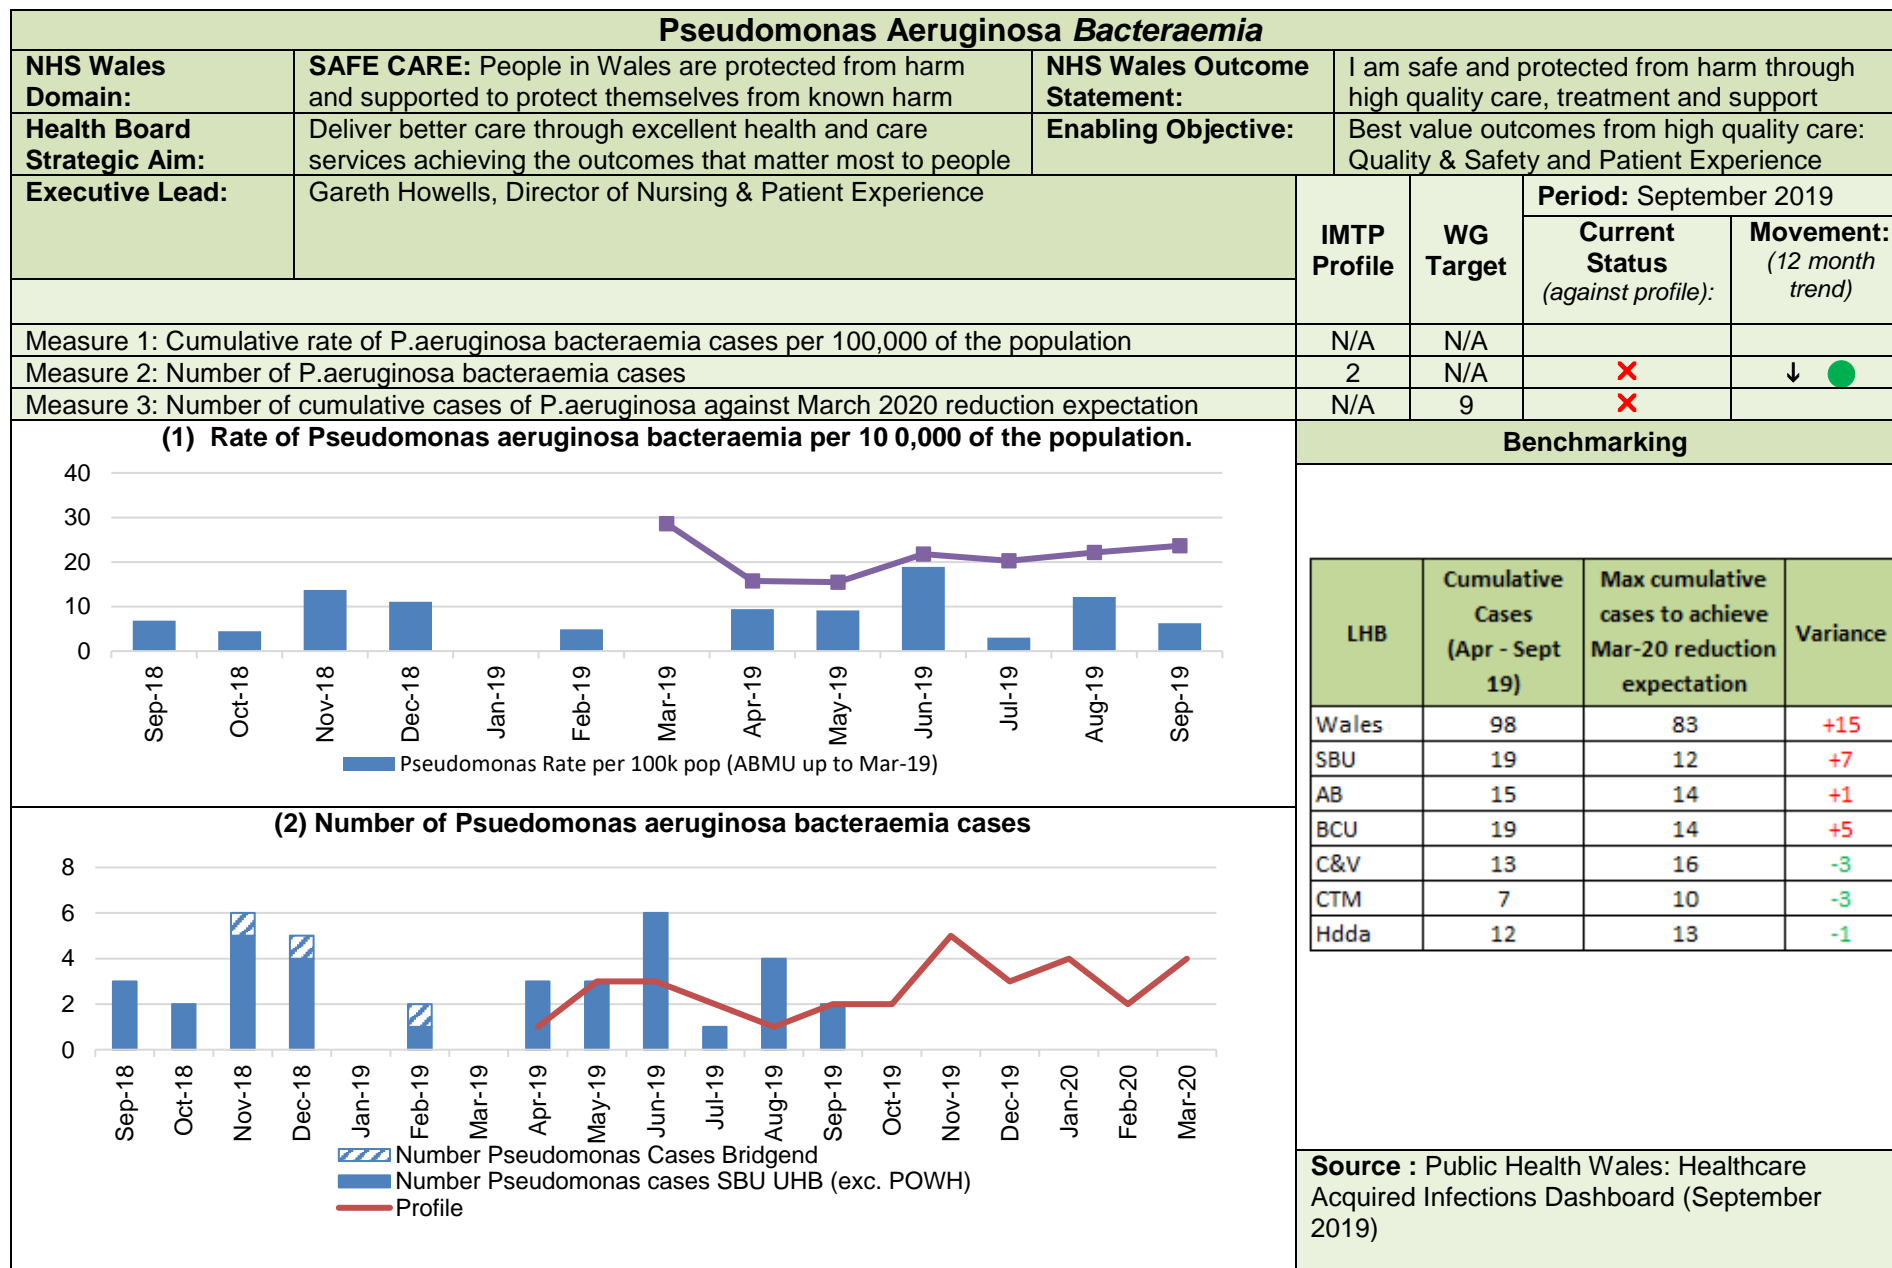 Pseudomonas Aeruginosa Bacteraemia
NHS Wales
Domain:
SAFE CARE: People in Wales are protected from harm
and supported to protect themselves from known harm
NHS Wales Outcome
Statement:
I am safe and protected from harm through
high quality care, treatment and support
Health Board
Strategic Aim:
Deliver better care through excellent health and care
services achieving the outcomes that matter most to people
Enabling Objective:
Best value outcomes from high quality care:
Quality & Safety and Patient Experience
Executive Lead:
Gareth Howells, Director of Nursing & Patient Experience
IMTP
Profile
WG
Target
Period: September 2019
Current
Status
(against profile):
Movement:
(12 month
trend)
Measure 1: Cumulative rate of P.aeruginosa bacteraemia cases per 100,000 of the population N/A N/A
Measure 2: Number of P.aeruginosa bacteraemia cases 2 N/A ✕ ↓
Measure 3: Number of cumulative cases of P.aeruginosa against March 2020 reduction expectation N/A 9 ✕
(1) Rate of Pseudomonas aeruginosa bacteraemia per 10 0,000 of the population.
40
30
20
10
0
Sep-18 Oct-18 Nov-18 Dec-18 Jan-19 Feb-19 Mar-19 Apr-19 May-19 Jun-19 Jul-19 Aug-19 Sep-19
Pseudomonas Rate per 100k pop (ABMU up to Mar-19)
(2) Number of Psuedomonas aeruginosa bacteraemia cases
8
6
4
2
0
Sep-18 Oct-18 Nov-18 Dec-18 Jan-19 Feb-19 Mar-19 Apr-19 May-19 Jun-19 Jul-19 Aug-19 Sep-19 Oct-19 Nov-19 Dec-19 Jan-20 Feb-20 Mar-20
Number Pseudomonas Cases Bridgend
Number Pseudomonas cases SBU UHB (exc. POWH)
Profile
Benchmarking
LHB
Cumulative
Cases
(Apr - Sept
19)
Max cumulative
cases to achieve
Mar-20 reduction
expectation
Variance
Wales 98 83 +15
SBU 19 12 +7
AB 15 14 +1
BCU 19 14 +5
C&V 13 16 -3
CTM 7 10 -3
Hdda 12 13 -1
Source : Public Health Wales: Healthcare
Acquired Infections Dashboard (September
2019)